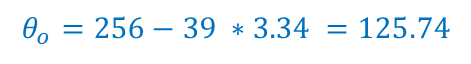 θₒ = 256 − 39 * 3.34 = 125.74